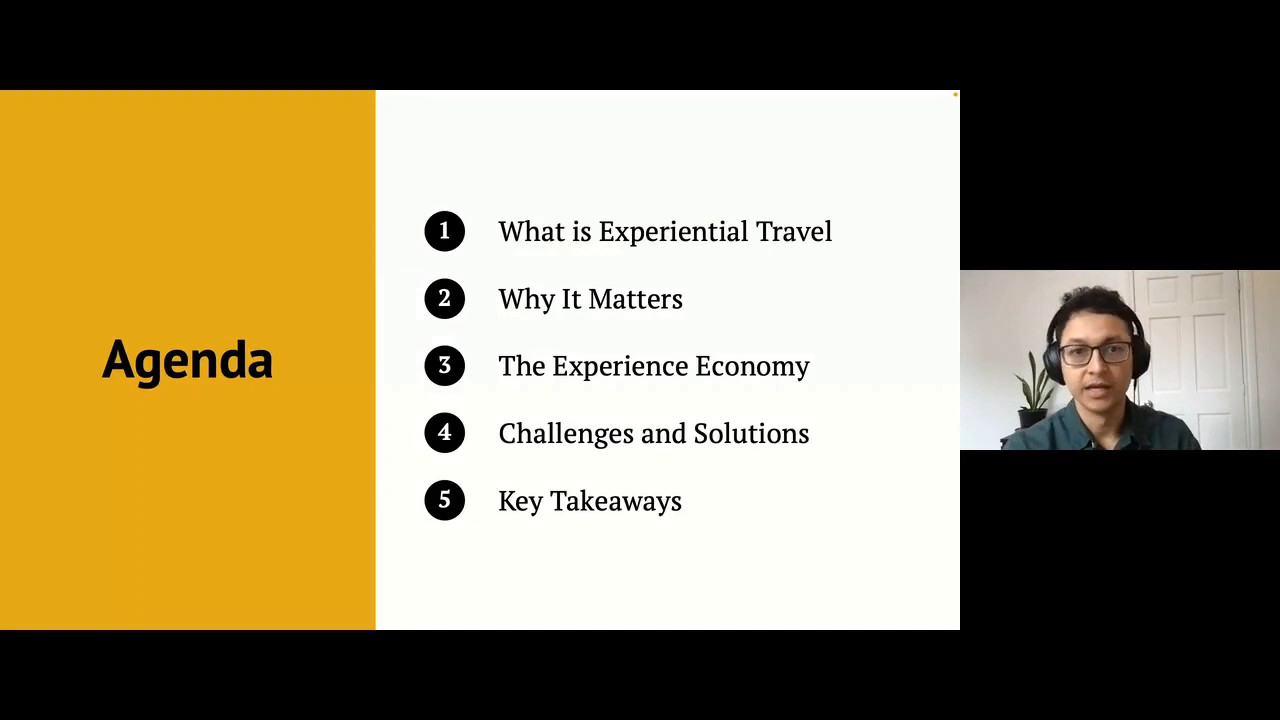 Agenda
1 What is Experiential Travel
2 Why It Matters
3 The Experience Economy
4 Challenges and Solutions
5 Key Takeaways